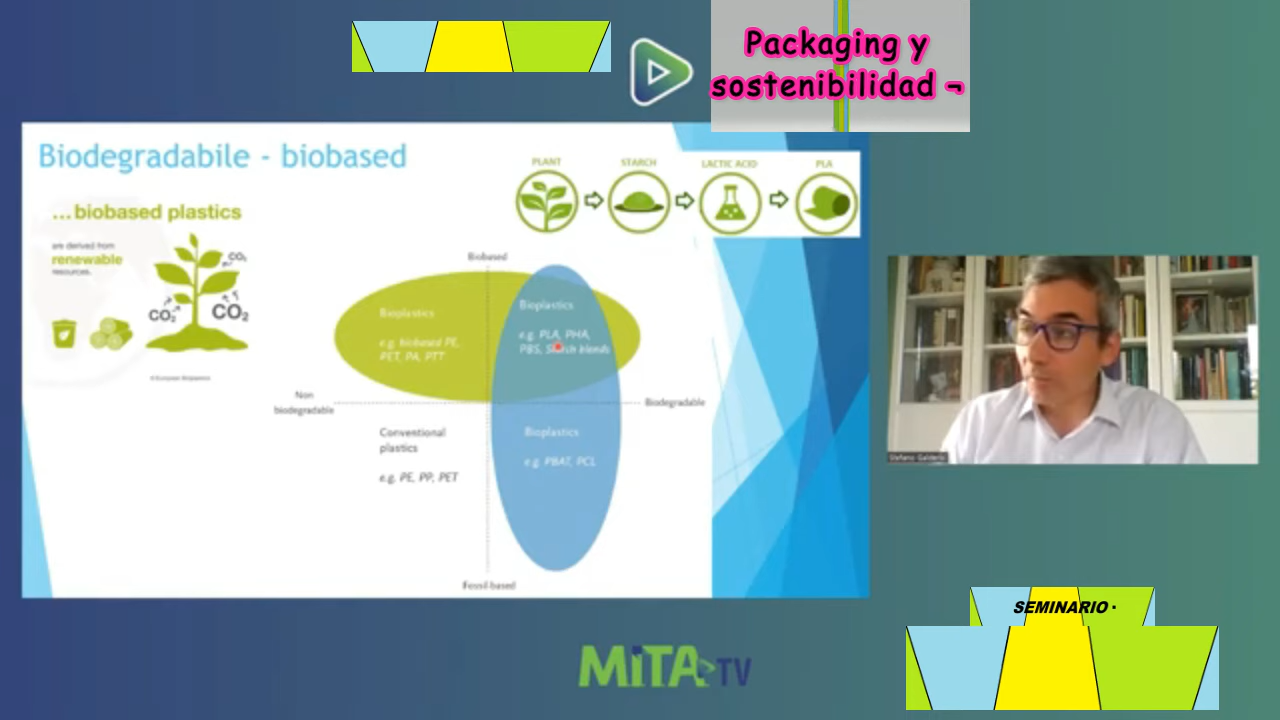 Packaging y
sostenibilidad ¬
Biodegradabile - biobased
PLANT
STARCH
LACTIC ACID
PLA
...biobased plastics
are derived from
renewable
resources.
CO₂
CO₂
CO₂
Biobased
Bioplastics
e.g. biobased PE,
PET, PA, PTT
Bioplastics
e.g. PLA, PHA,
PBS, Starch blends
Non
biodegradable
Biodegradable
Conventional
plastics
e.g. PE, PP, PET
Bioplastics
e.g. PBAT, PCL
Fossil based
SEMINARIO ·
MiTA TV